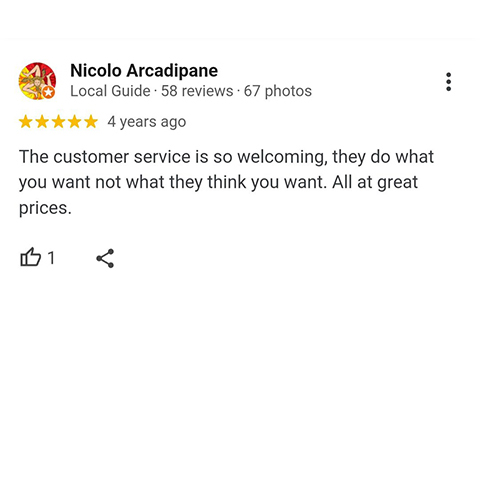 Nicolo Arcadipane
Local Guide · 58 reviews · 67 photos
4 years ago
The customer service is so welcoming, they do what
you want not what they think you want. All at great
prices.
1